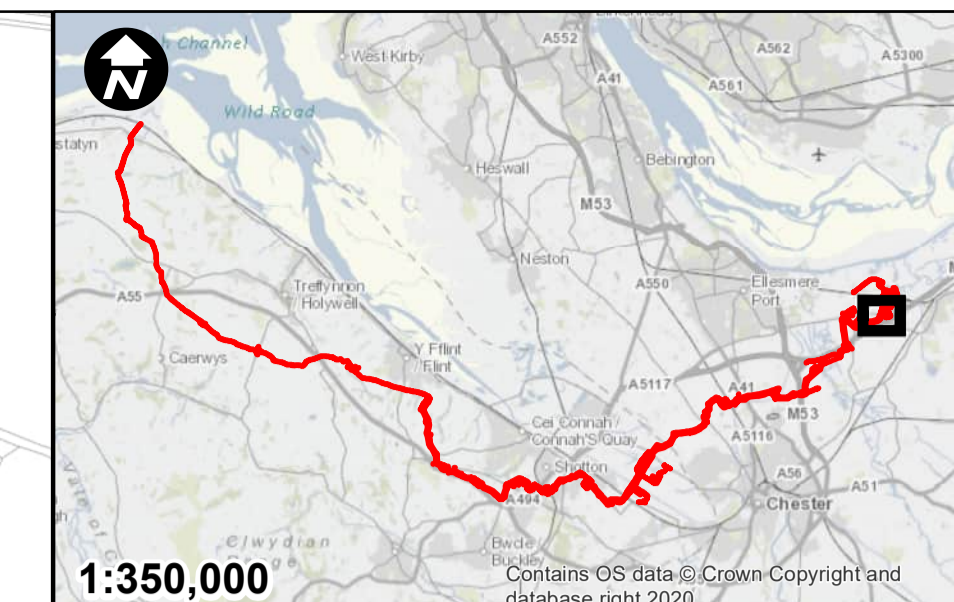 N
h Channel
West Kirby
A552
A562
A5300
A41
A561
Wild Road
statyn
Heswall
Bebington
M53
Neston
A550
Ellesmere
Port
Treffynnon
/ Holywell
A55
Caerwys
Y Fflint
/ Flint
A5117
A41
M53
Cei Connah /
Connah'S Quay
A5116
Shotton
A56
A51
A494
Chester
Clwydian
Bwcle /
Buckley
1:350,000
Contains OS data © Crown Copyright and
database right 2020